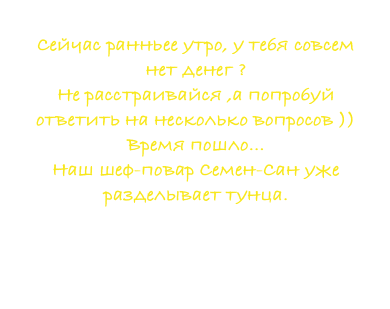 Сейчас ранньее утро, у тебя совсем
нет денег ?
Не расстраивайся ,а попробуй
ответить на несколько вопросов ))
Время пошло...
Наш шеф-повар Семен-Сан уже
разделывает тунца.